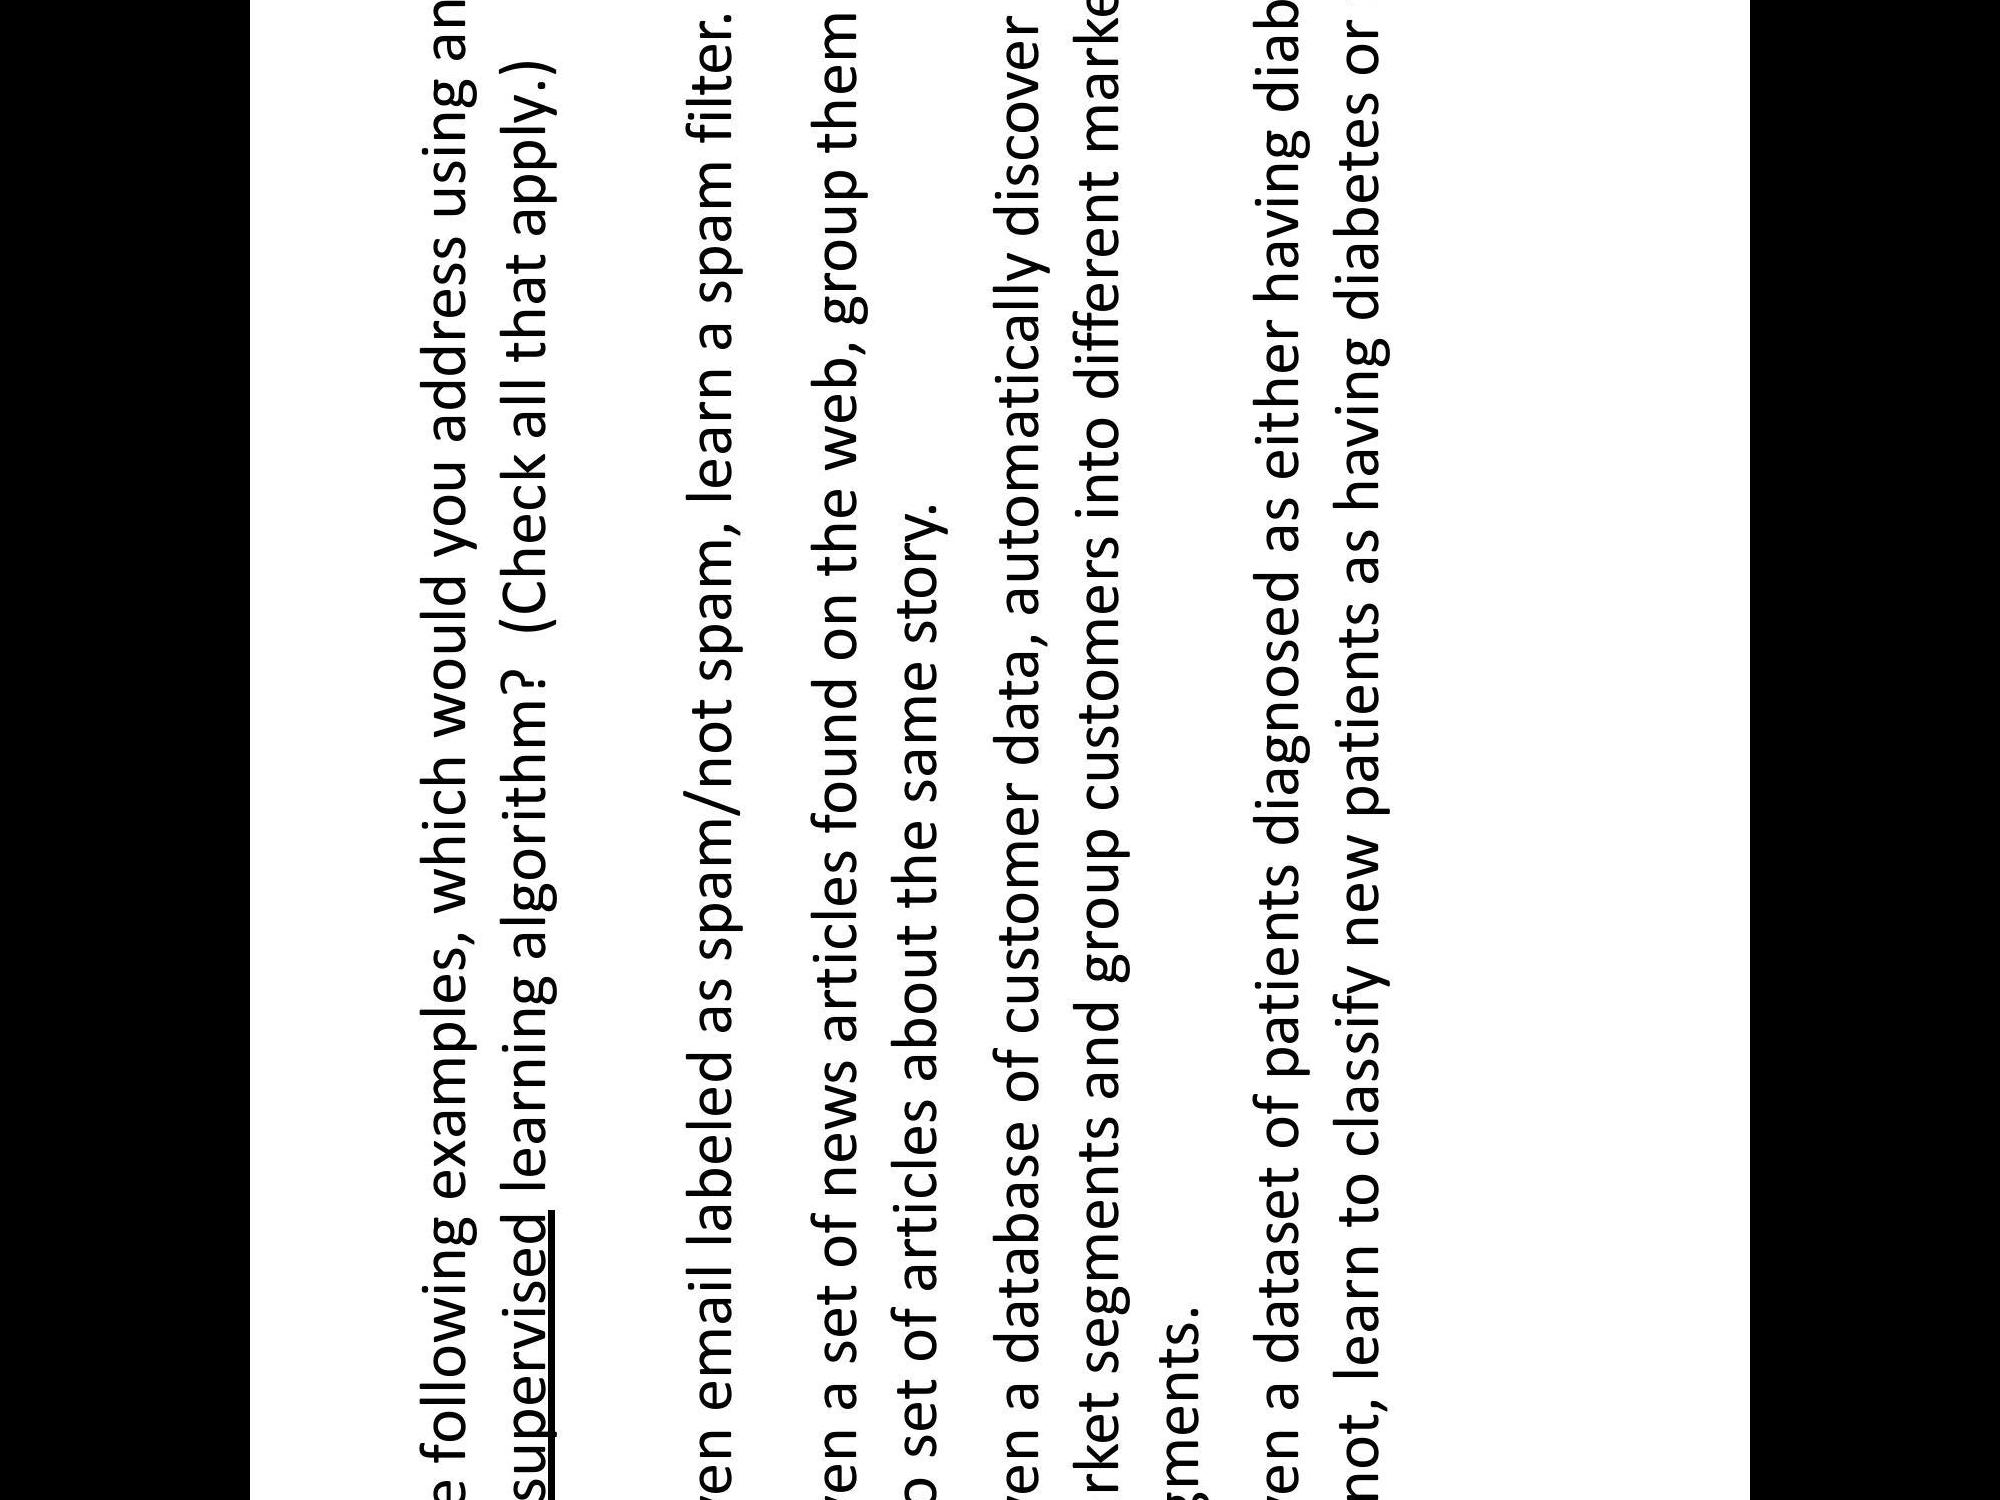 e following examples, which would you address using an
supervised learning algorithm?  (Check all that apply.)
ven email labeled as spam/not spam, learn a spam filter.
ven a set of news articles found on the web, group them
o set of articles about the same story.
ven a database of customer data, automatically discover
rket segments and group customers into different marke
gments.
ven a dataset of patients diagnosed as either having diab
not, learn to classify new patients as having diabetes or